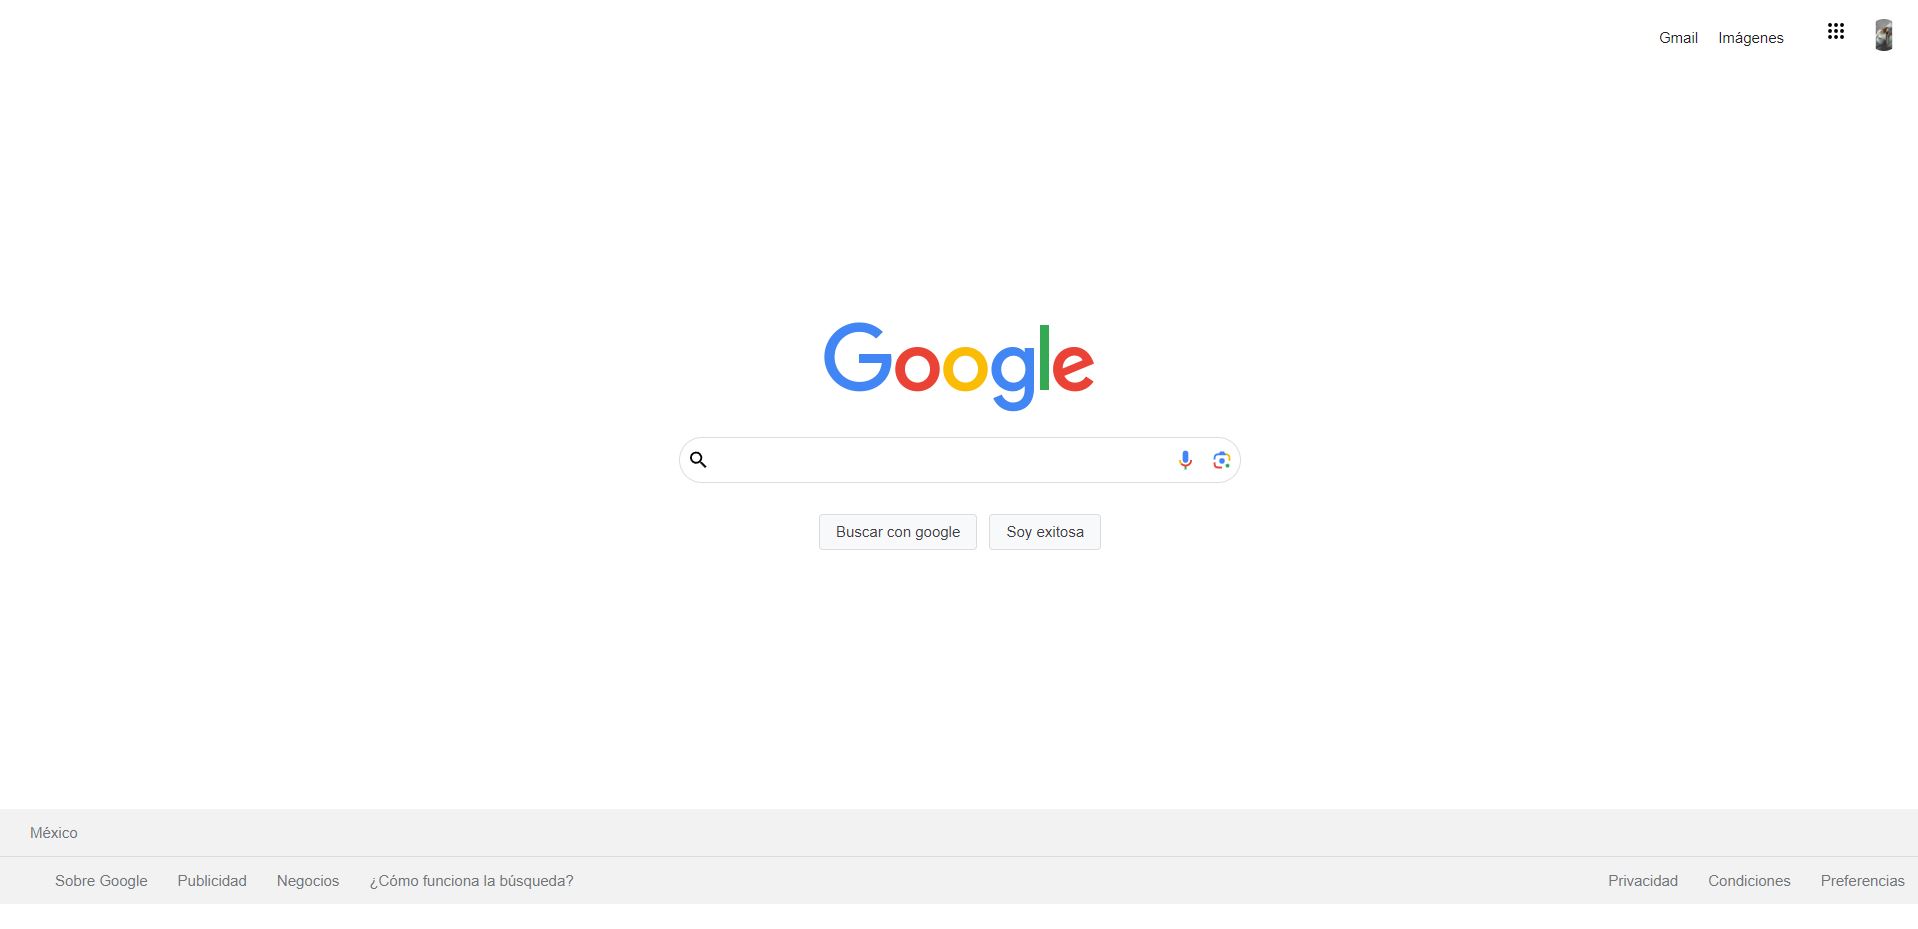 Gmail Imágenes
Google
Buscar con google Soy exitosa
México
Sobre Google Publicidad Negocios ¿Cómo funciona la búsqueda? Privacidad Condiciones Preferencias